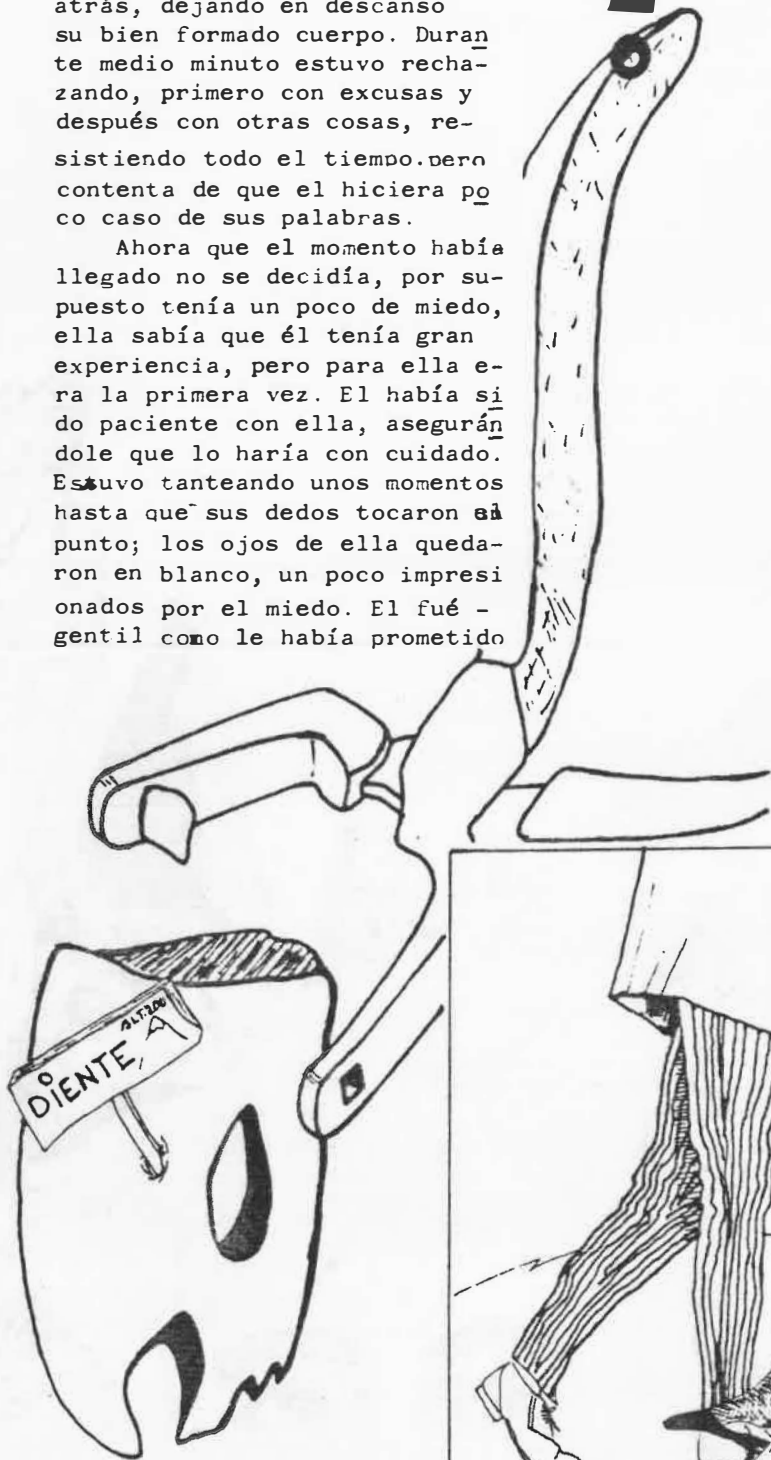 atrás, dejando en descanso
su bien formado cuerpo. Duran
te medio minuto estuvo recha-
zando, primero con excusas y
después con otras cosas, re-
sistiendo todo el tiempo.pero
contenta de que el hiciera po
co caso de sus palabras.
Ahora que el momento había
llegado no se decidía, por su-
puesto tenía un poco de miedo,
ella sabía que él tenía gran
experiencia, pero para ella e-
ra la primera vez. El había si
do paciente con ella, asegurán
dole que lo haría con cuidado.
Estuvo tanteando unos momentos
hasta que sus dedos tocaron el
punto; los ojos de ella queda-
ron en blanco, un poco impresi
onados por el miedo. El fué -
gentil como le había prometido
ALT.200
DIENTE